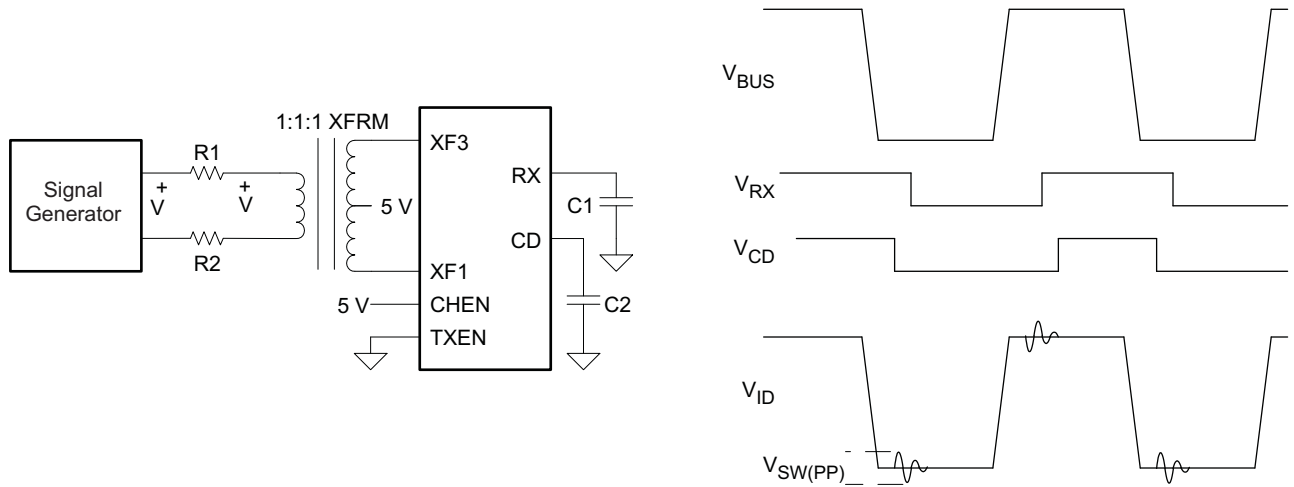 1:1:1 XFRM
Signal
Generator
R1
+
V
+
V
R2
5 V
XF3
XF1
CHEN
TXEN
RX
CD
5 V
C1
C2
V_BUS
V_RX
V_CD
V_ID
V_SW(PP)